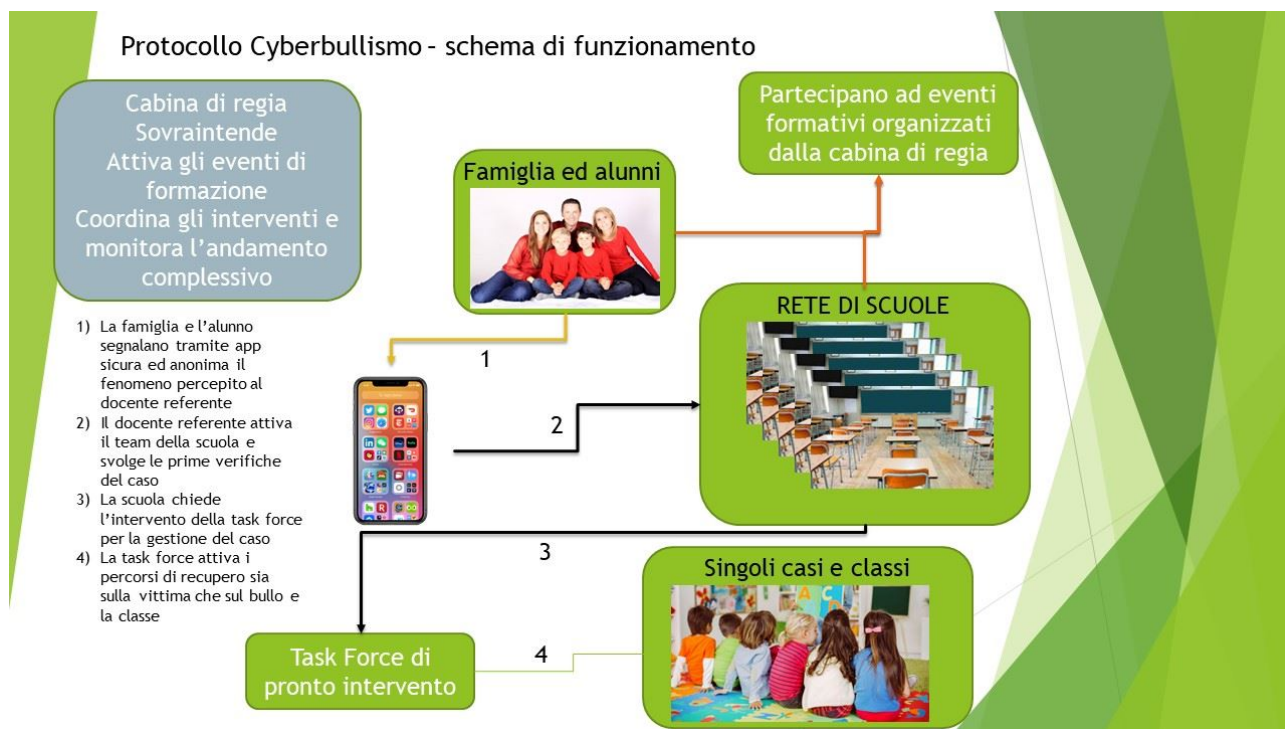 Protocollo Cyberbullismo – schema di funzionamento
Cabina di regia
Sovraintende
Attiva gli eventi di
formazione
Coordina gli interventi e
monitora l’andamento
complessivo
Partecipano ad eventi
formativi organizzati
dalla cabina di regia
Famiglia ed alunni
RETE DI SCUOLE
1) La famiglia e l’alunno
segnalano tramite app
sicura ed anonima il
fenomeno percepito al
docente referente
2) Il docente referente attiva
il team della scuola e
svolge le prime verifiche
del caso
3) La scuola chiede
l’intervento della task force
per la gestione del caso
4) La task force attiva i
percorsi di recupero sia
sulla vittima che sul bullo e
la classe
1
2
3
Singoli casi e classi
Task Force di
pronto intervento
4